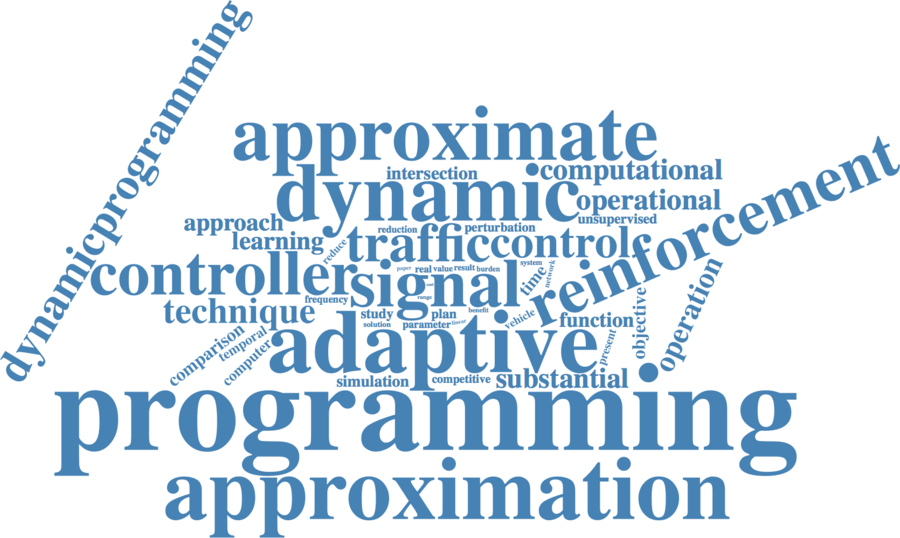 dynamicprogramming
approximate
intersection
computational
dynamic
operational
unsupervised
approach
reduction
perturbation
learning
reduce
trafficcontrol
reinforcement
controller
paper
real
value
result
burden
system
time
network
signal
operation
frequency
range
technique
study
plan
benefit
vehicle
function
objective
solution
parameter
linear
adaptive
comparison
temporal
computer
present
simulation
competitive
substantial
programming
approximation